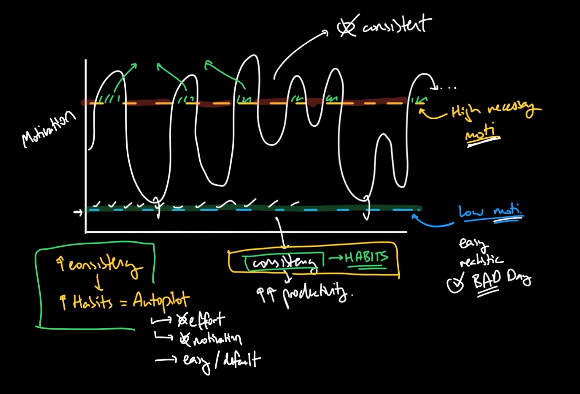 consistent
...
Motivation
High necessary
moti
Low moti
easy
realistic
BAD Day
consistency → HABITS
↑↑ productivity.
↑ consistency
↑ Habits = Autopilot
effort
motivation
→ easy / default